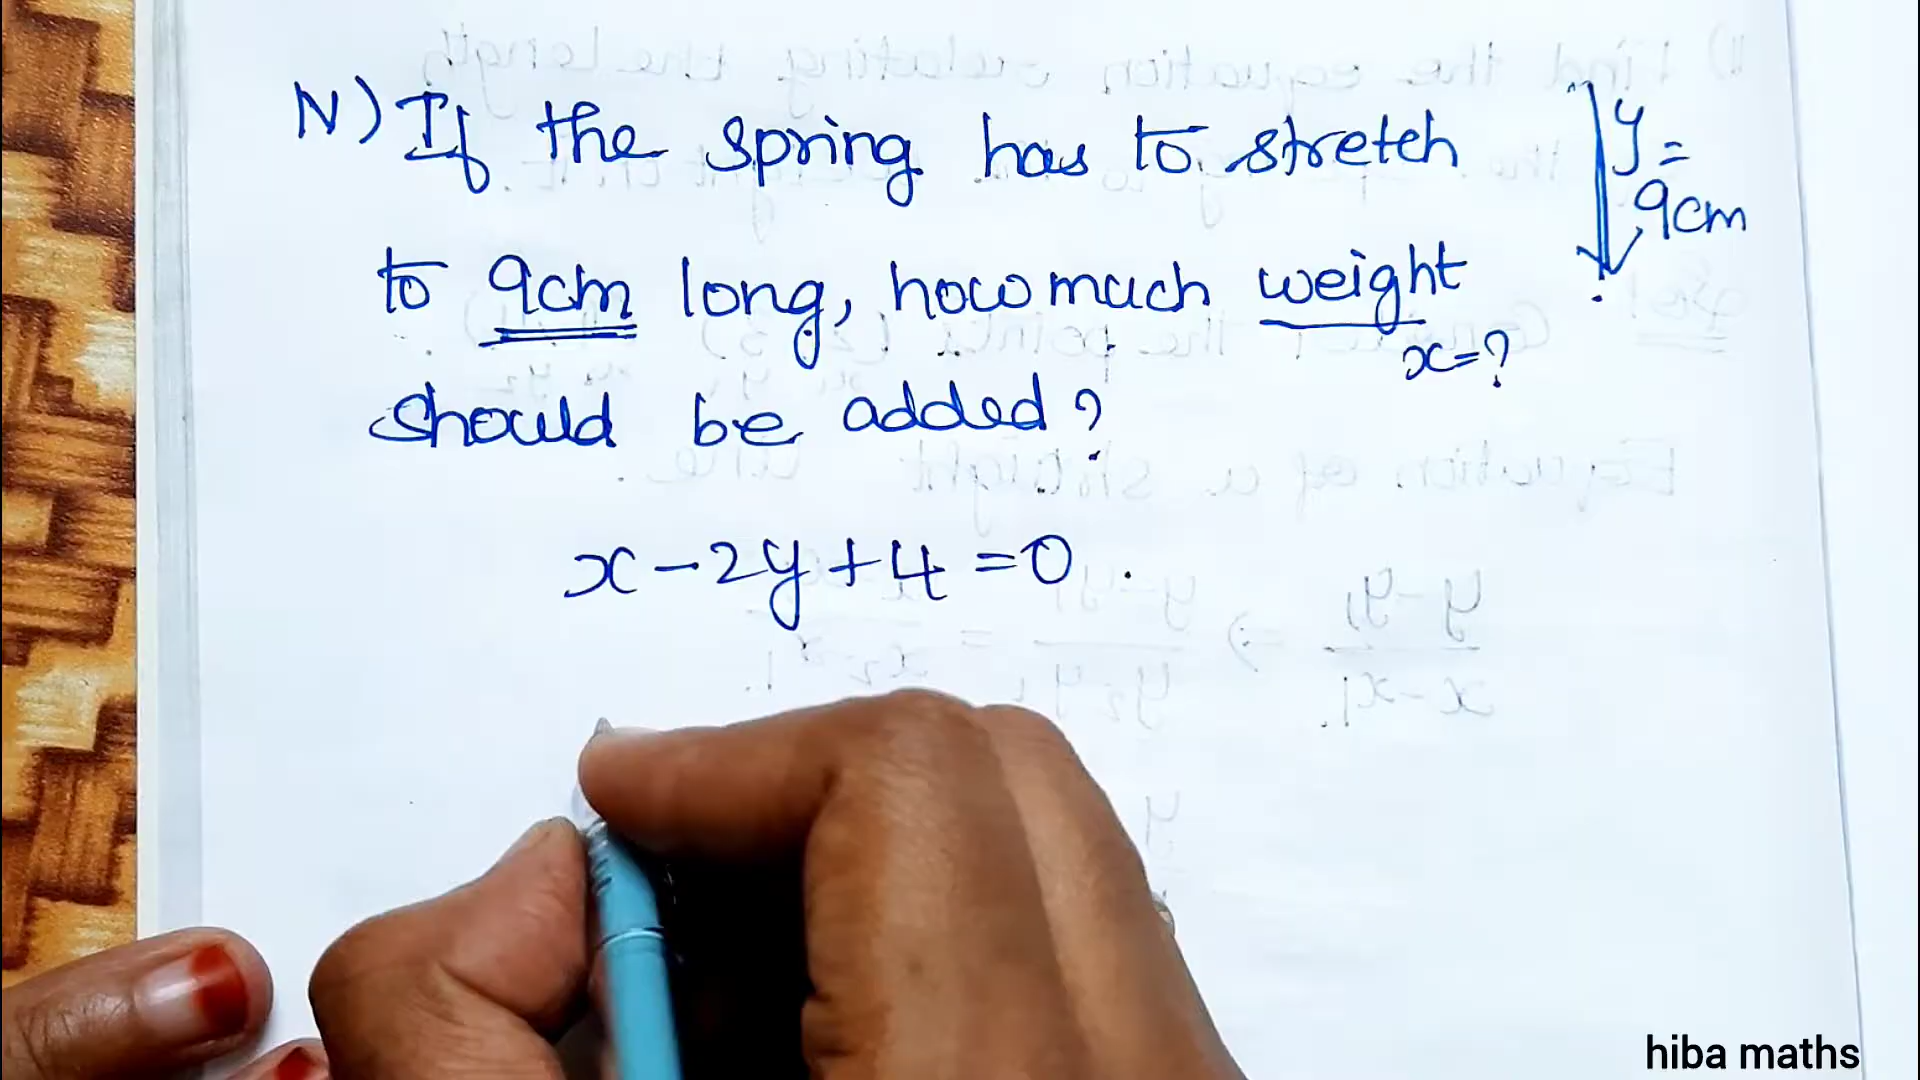 IV) If the spring has to stretch
to 9cm long, how much weight
x=?
should be added?
y=
9cm
x-2y+4=0.
hiba maths